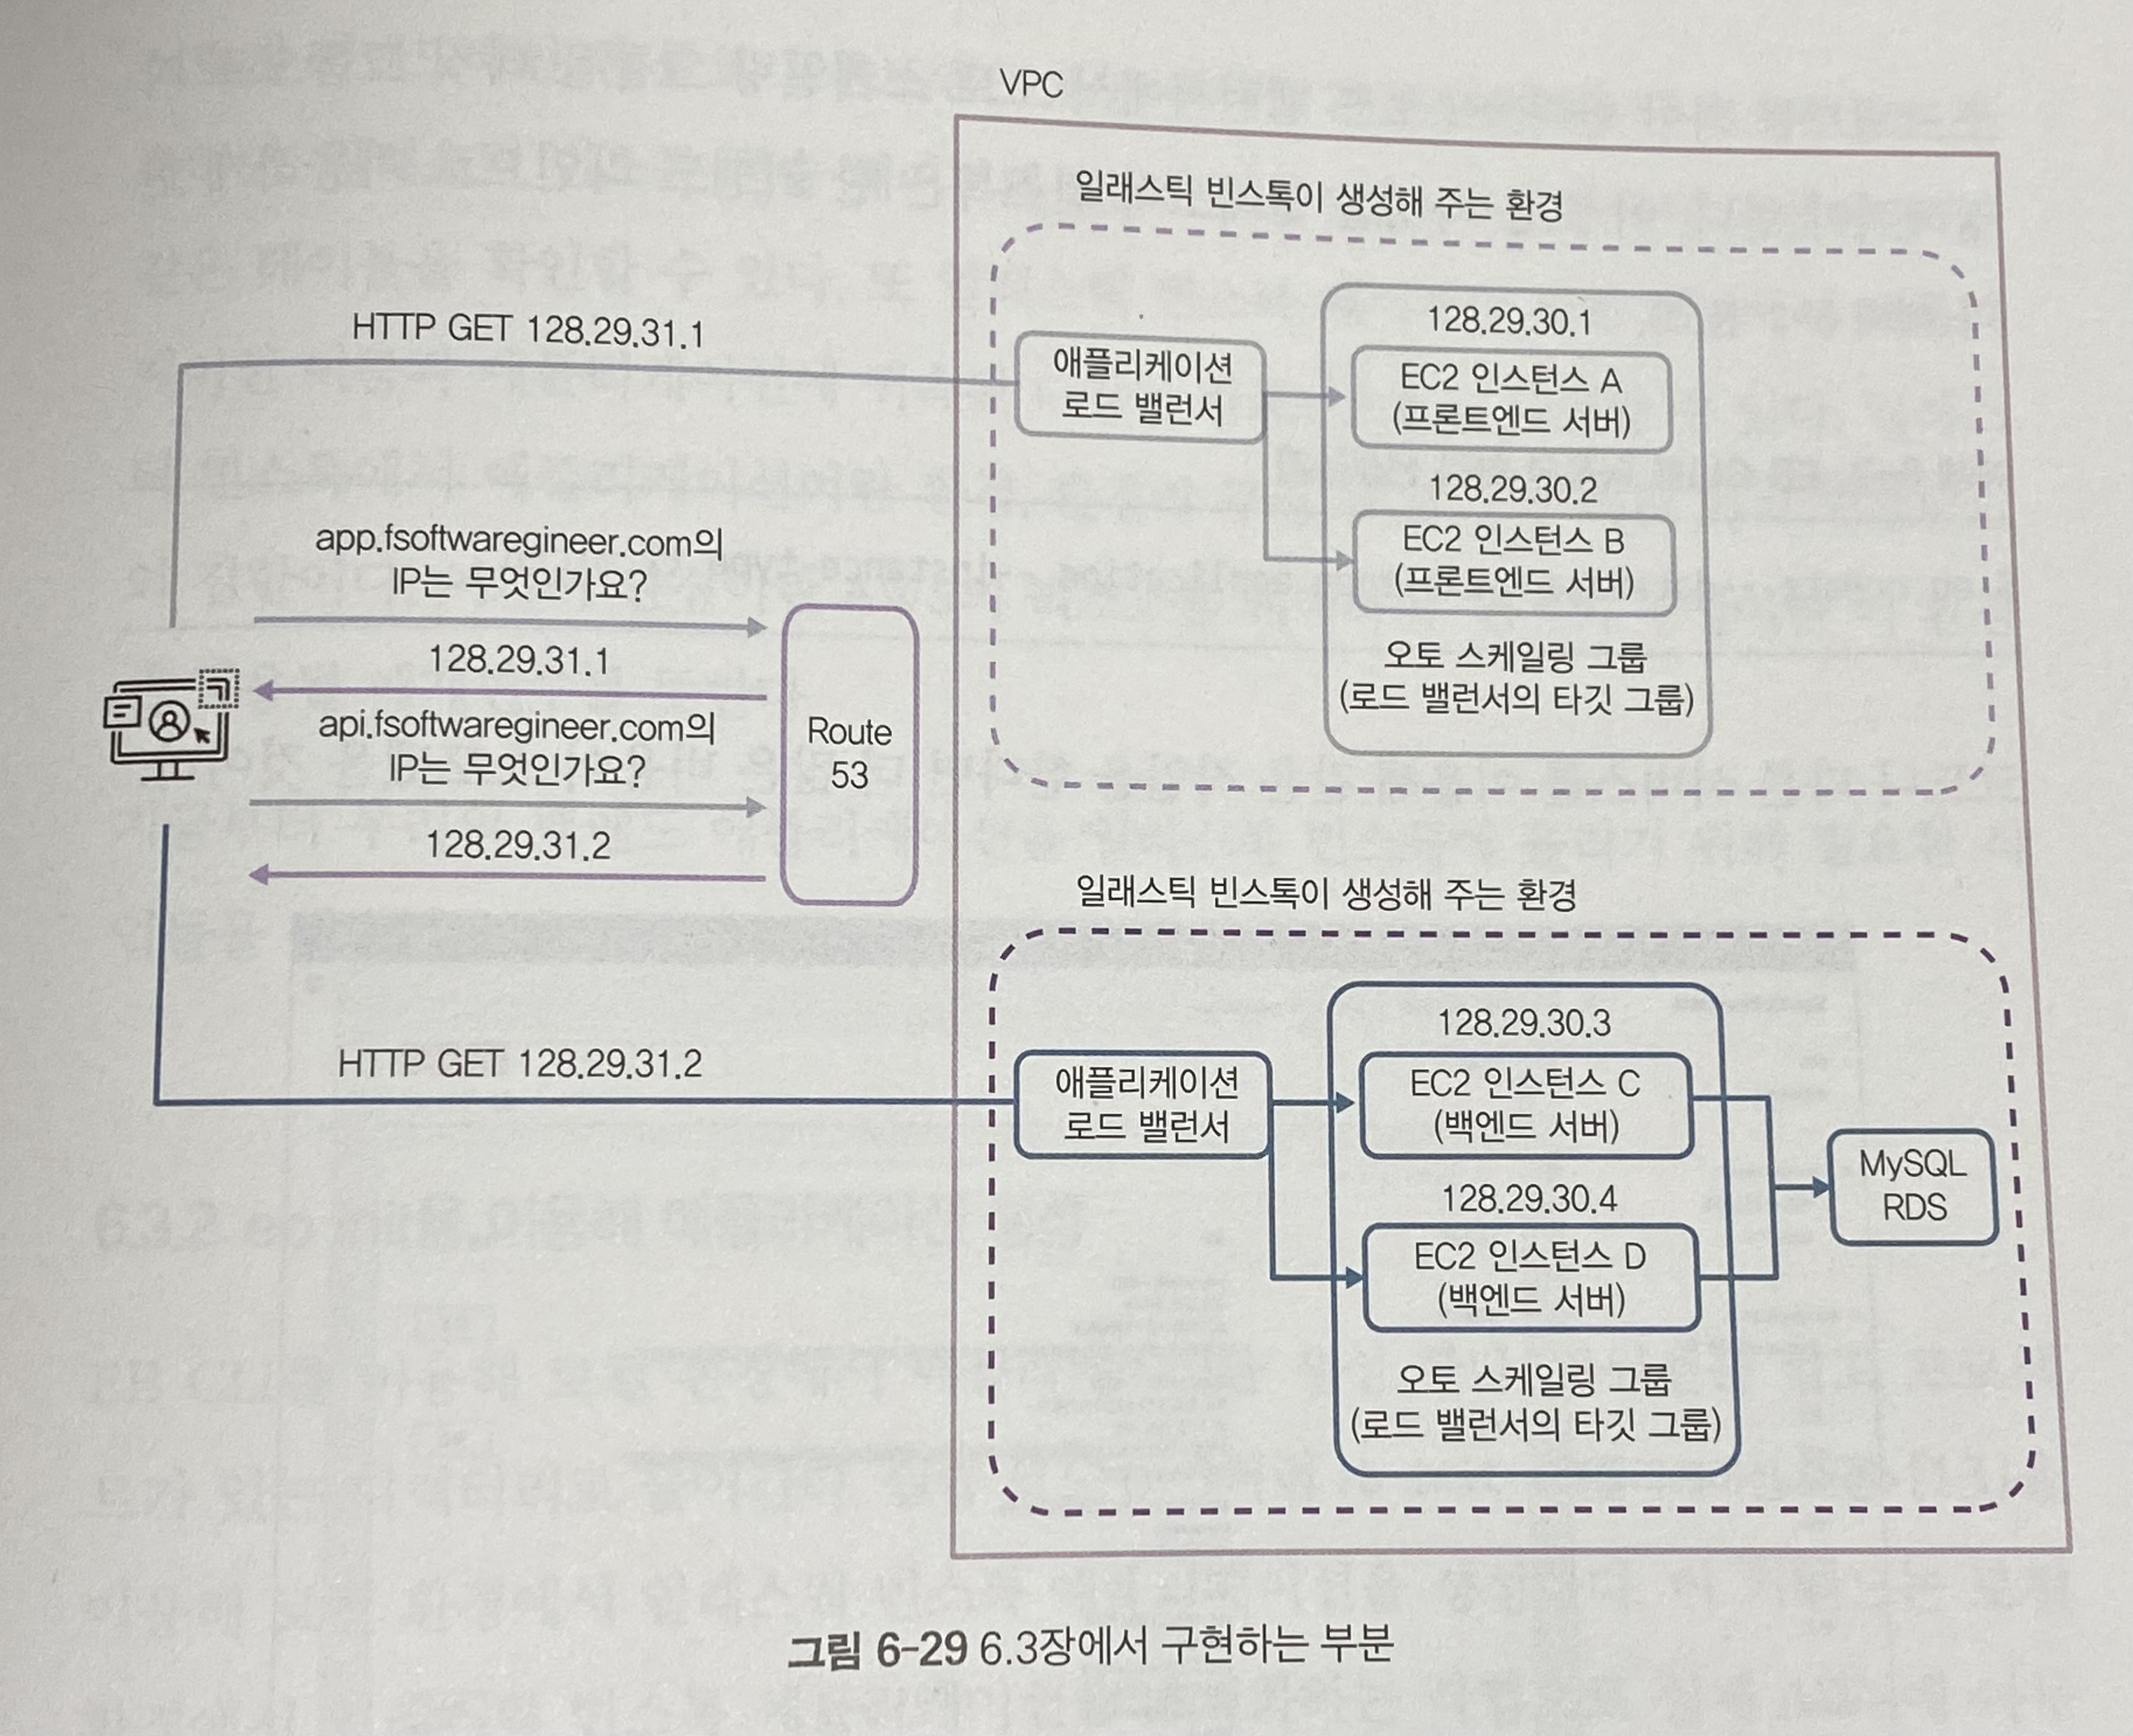 VPC
일래스틱 빈스톡이 생성해 주는 환경
HTTP GET 128.29.31.1
애플리케이션
로드 밸런서
128.29.30.1
EC2 인스턴스 A
(프론트엔드 서버)
128.29.30.2
EC2 인스턴스 B
(프론트엔드 서버)
오토 스케일링 그룹
(로드 밸런서의 타깃 그룹)
app.fsoftwaregineer.com의
IP는 무엇인가요?
128.29.31.1
api.fsoftwaregineer.com의
IP는 무엇인가요?
128.29.31.2
Route
53
일래스틱 빈스톡이 생성해 주는 환경
HTTP GET 128.29.31.2
애플리케이션
로드 밸런서
128.29.30.3
EC2 인스턴스 C
(백엔드 서버)
128.29.30.4
EC2 인스턴스 D
(백엔드 서버)
오토 스케일링 그룹
(로드 밸런서의 타깃 그룹)
MySQL
RDS
그림 6-29 6.3장에서 구현하는 부분